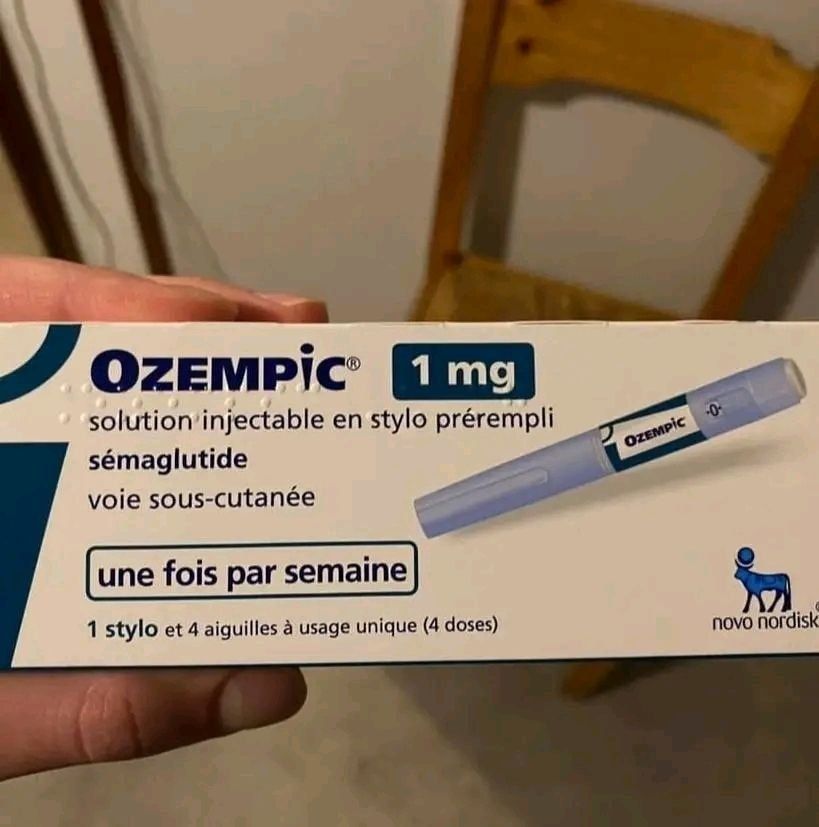 OZEMPIC® 1 mg
solution injectable en stylo prérempli
sémaglutide
voie sous-cutanée
une fois par semaine
1 stylo et 4 aiguilles à usage unique (4 doses)
OZEMPIC -0-
novo nordisk